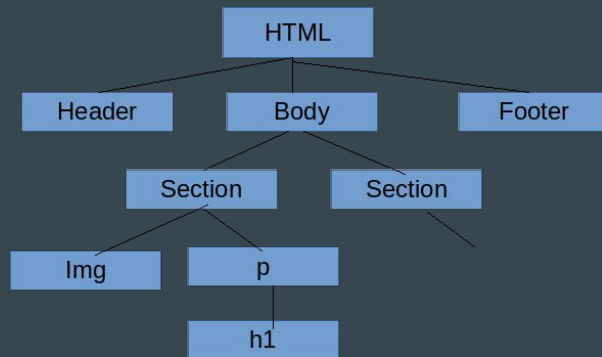 HTML
Header
Body
Footer
Section
Section
Img
p
h1